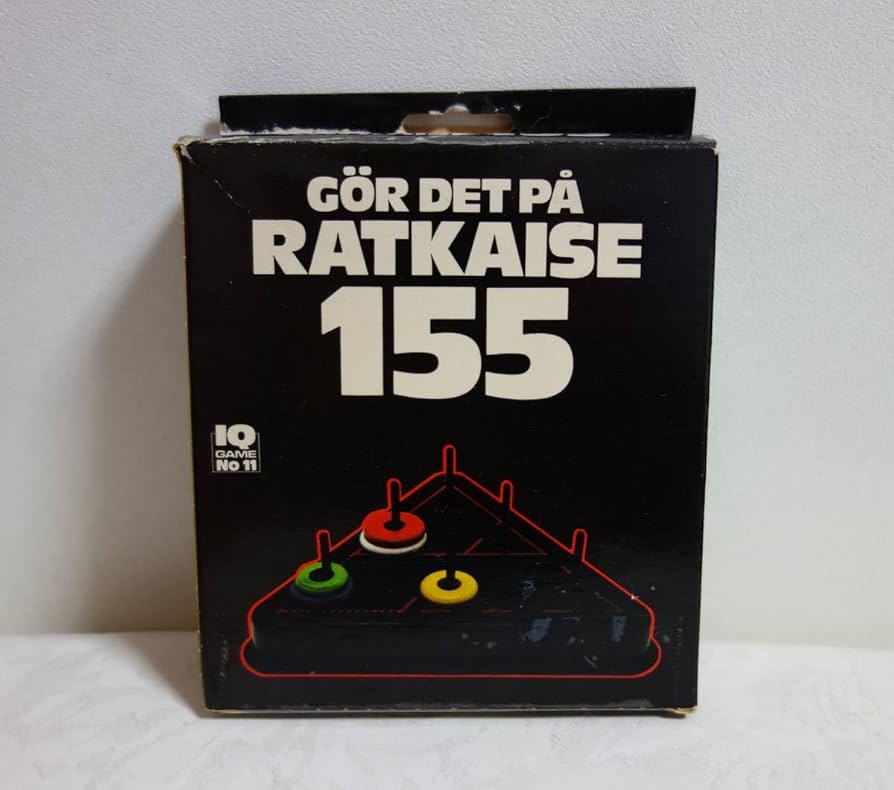 GÖR DET PÅ
RATKAISE
155
IQ
GAME
No 11